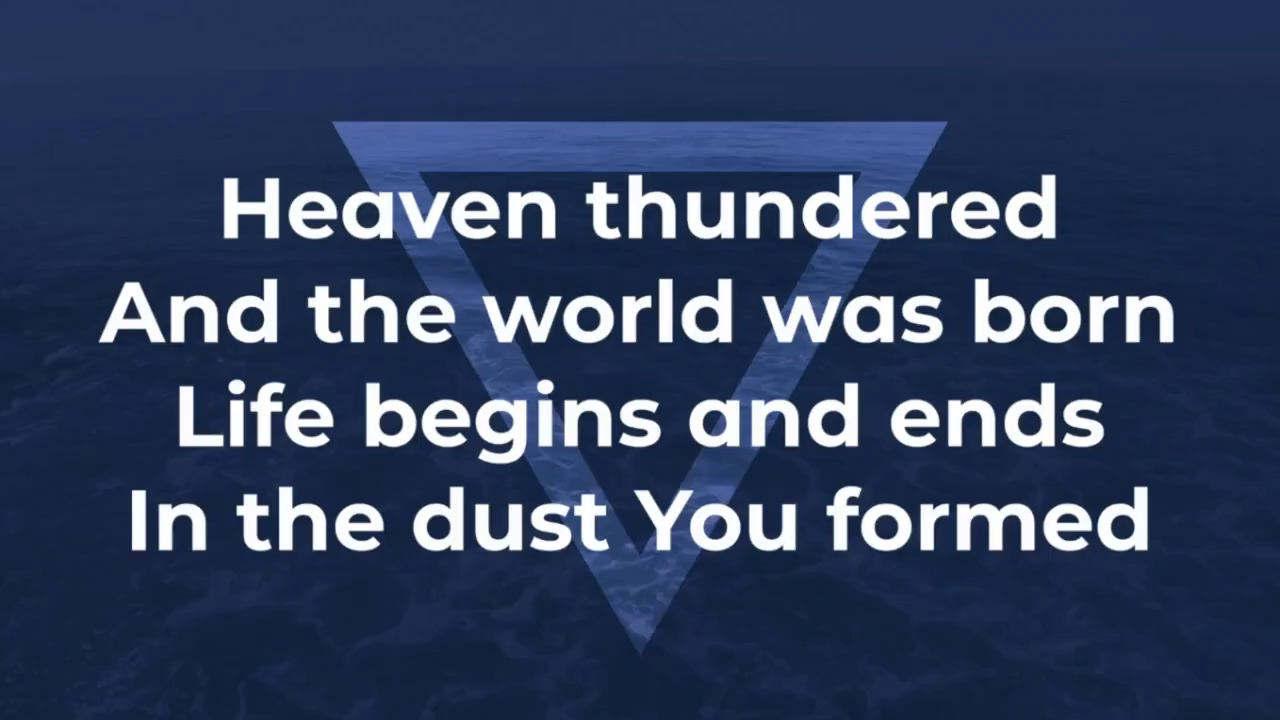 Heaven thundered
And the world was born
Life begins and ends
In the dust You formed